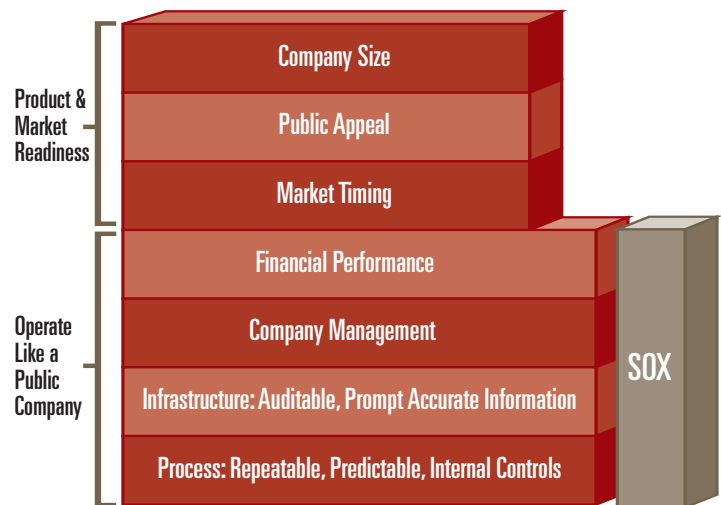 Company Size
Public Appeal
Market Timing
Product &
Market
Readiness
Financial Performance
Company Management
Infrastructure: Auditable, Prompt Accurate Information
Process: Repeatable, Predictable, Internal Controls
Operate
Like a
Public
Company
SOX